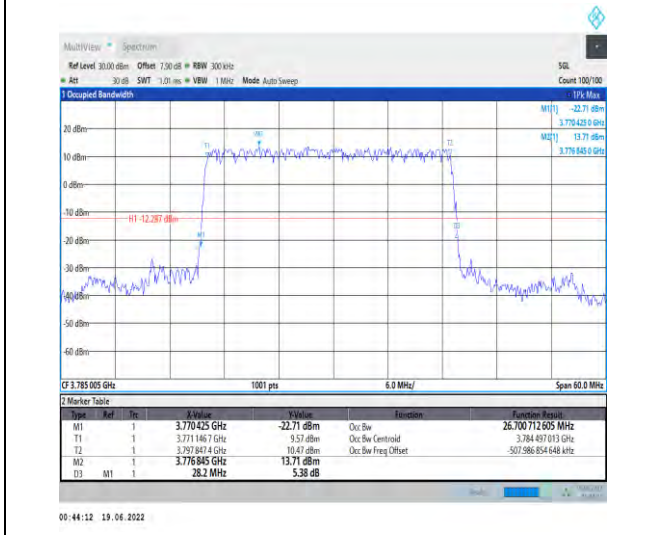 MultiView Spectrum
Ref Level 30.00 dBm Offset 7.00 dB RBW 300 kHz SGL
Att 30 dB SWT 1.01 ms VBW 1 MHz Mode Auto Sweep Count 100/100
1 Occupied Bandwidth 1Pk Max
M1[1] -22.71 dBm
3.770425 0 GHz
M2[1] 13.71 dBm
3.776 845 0 GHz
20 dBm
M2
T1
T2
10 dBm
0 dBm
-10 dBm
H1 -12.287 dBm
-20 dBm
M1
D3
-30 dBm
-40 dBm
-50 dBm
-60 dBm
CF 3.785 005 GHz 1001 pts 6.0 MHz/ Span 60.0 MHz
2 Marker Table
Type Ref Trc X-Value Y-Value Function Function Result
M1 1 3.770425 GHz -22.71 dBm Occ Bw 26.700 712 605 MHz
T1 1 3.771 146 7 GHz 9.57 dBm Occ Bw Centroid 3.784 497 013 GHz
T2 1 3.797 847 4 GHz 10.47 dBm Occ Bw Freq Offset -507.986 854 648 kHz
M2 1 3.776 845 GHz 13.71 dBm
D3 M1 1 28.2 MHz 5.38 dB
00:44:12 19.06.2022